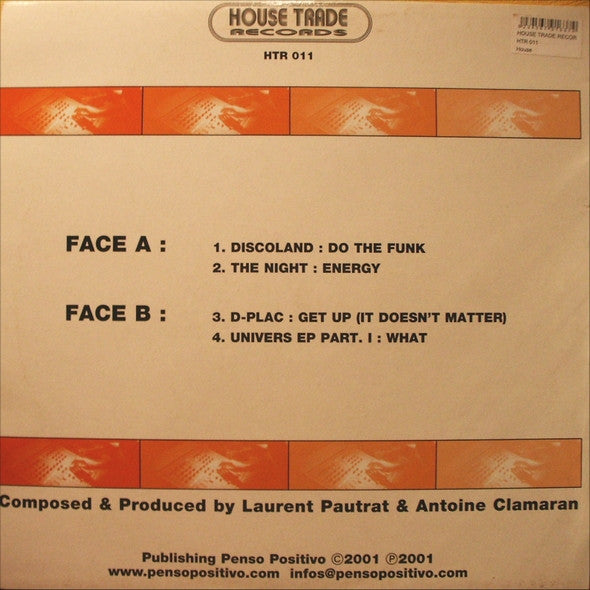 HOUSE TRADE
RECORDS
HTR 011
HOUSE TRADE RECOR
HTR 011
House
FACE A :
1. DISCOLAND : DO THE FUNK
2. THE NIGHT : ENERGY
FACE B :
3. D-PLAC : GET UP (IT DOESN'T MATTER)
4. UNIVERS EP PART. I : WHAT
Composed & Produced by Laurent Pautrat & Antoine Clamaran
Publishing Penso Positivo ©2001 ℗2001
www.pensopositivo.com infos@pensopositivo.com